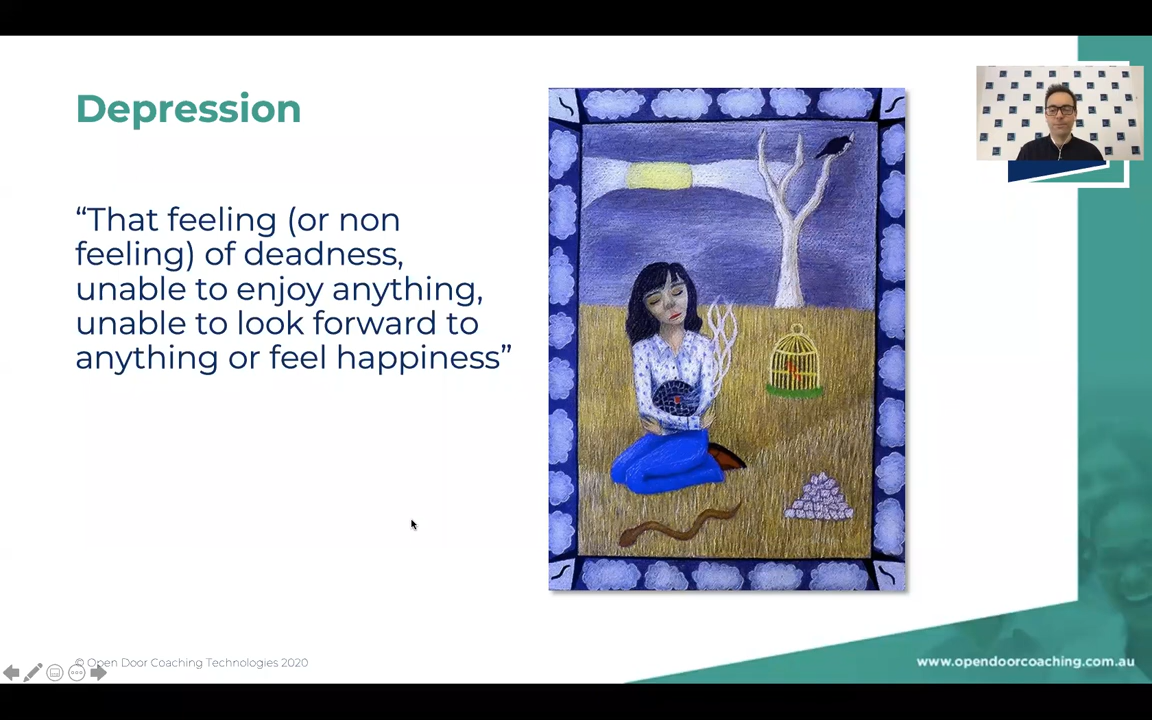 Depression
“That feeling (or non
feeling) of deadness,
unable to enjoy anything,
unable to look forward to
anything or feel happiness”
© Open Door Coaching Technologies 2020
www.opendoorcoaching.com.au